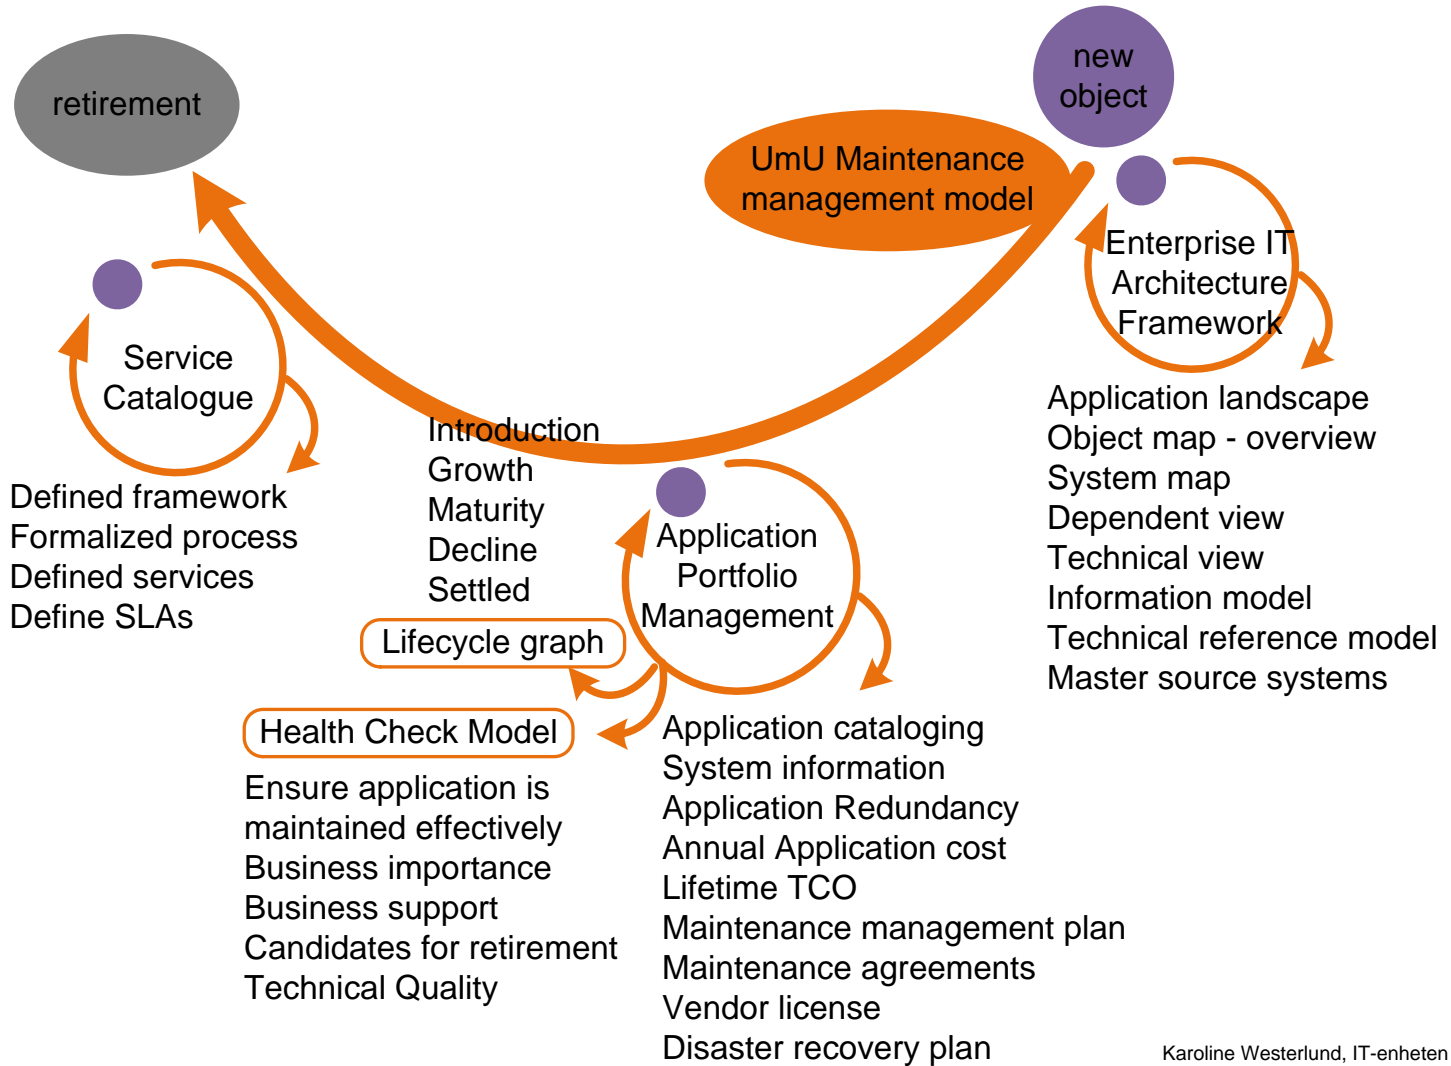 retirement
new
object
UmU Maintenance
management model
Enterprise IT
Architecture
Framework
Application landscape
Object map - overview
System map
Dependent view
Technical view
Information model
Technical reference model
Master source systems
Service
Catalogue
Defined framework
Formalized process
Defined services
Define SLAs
Introduction
Growth
Maturity
Decline
Settled
Lifecycle graph
Application
Portfolio
Management
Health Check Model
Ensure application is
maintained effectively
Business importance
Business support
Candidates for retirement
Technical Quality
Application cataloging
System information
Application Redundancy
Annual Application cost
Lifetime TCO
Maintenance management plan
Maintenance agreements
Vendor license
Disaster recovery plan
Karoline Westerlund, IT-enheten